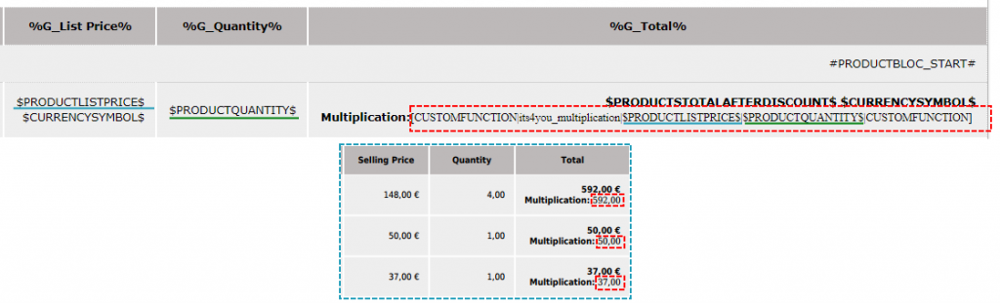 %G_List Price% %G_Quantity% %G_Total%
#PRODUCTBLOC_START#
$PRODUCTLISTPRICE$
$CURRENCYSYMBOL$
$PRODUCTQUANTITY$
$PRODUCTSTOTALAFTERDISCOUNT$ $CURRENCYSYMBOL$
Multiplication:[CUSTOMFUNCTION|its4you_multiplication|$PRODUCTLISTPRICE$|$PRODUCTQUANTITY$|CUSTOMFUNCTION]
Selling Price Quantity Total
148,00 € 4,00 592,00 €
Multiplication: 592,00
50,00 € 1,00 50,00 €
Multiplication: 50,00
37,00 € 1,00 37,00 €
Multiplication: 37,00